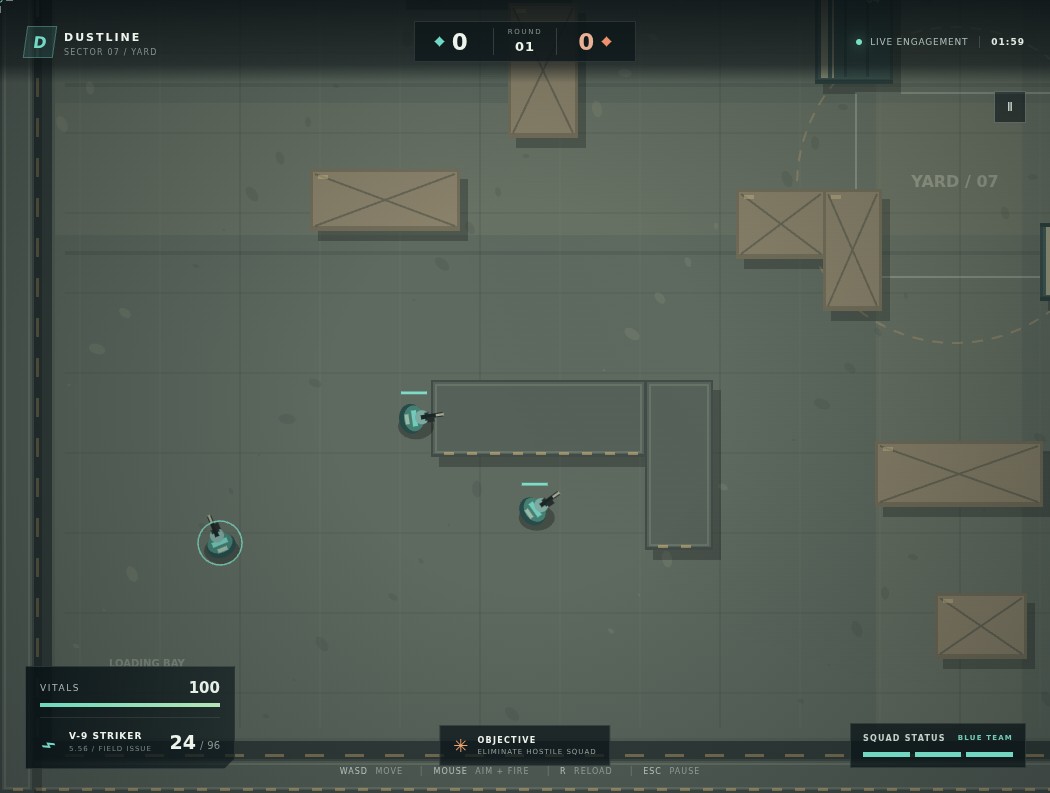 D
DUSTLINE
SECTOR 07 / YARD
0
ROUND
01
0
LIVE ENGAGEMENT
01:59
YARD / 07
LOADING BAY
VITALS
100
V-9 STRIKER
5.56 / FIELD ISSUE
24 / 96
OBJECTIVE
ELIMINATE HOSTILE SQUAD
SQUAD STATUS
BLUE TEAM
WASD MOVE
MOUSE AIM + FIRE
R RELOAD
ESC PAUSE